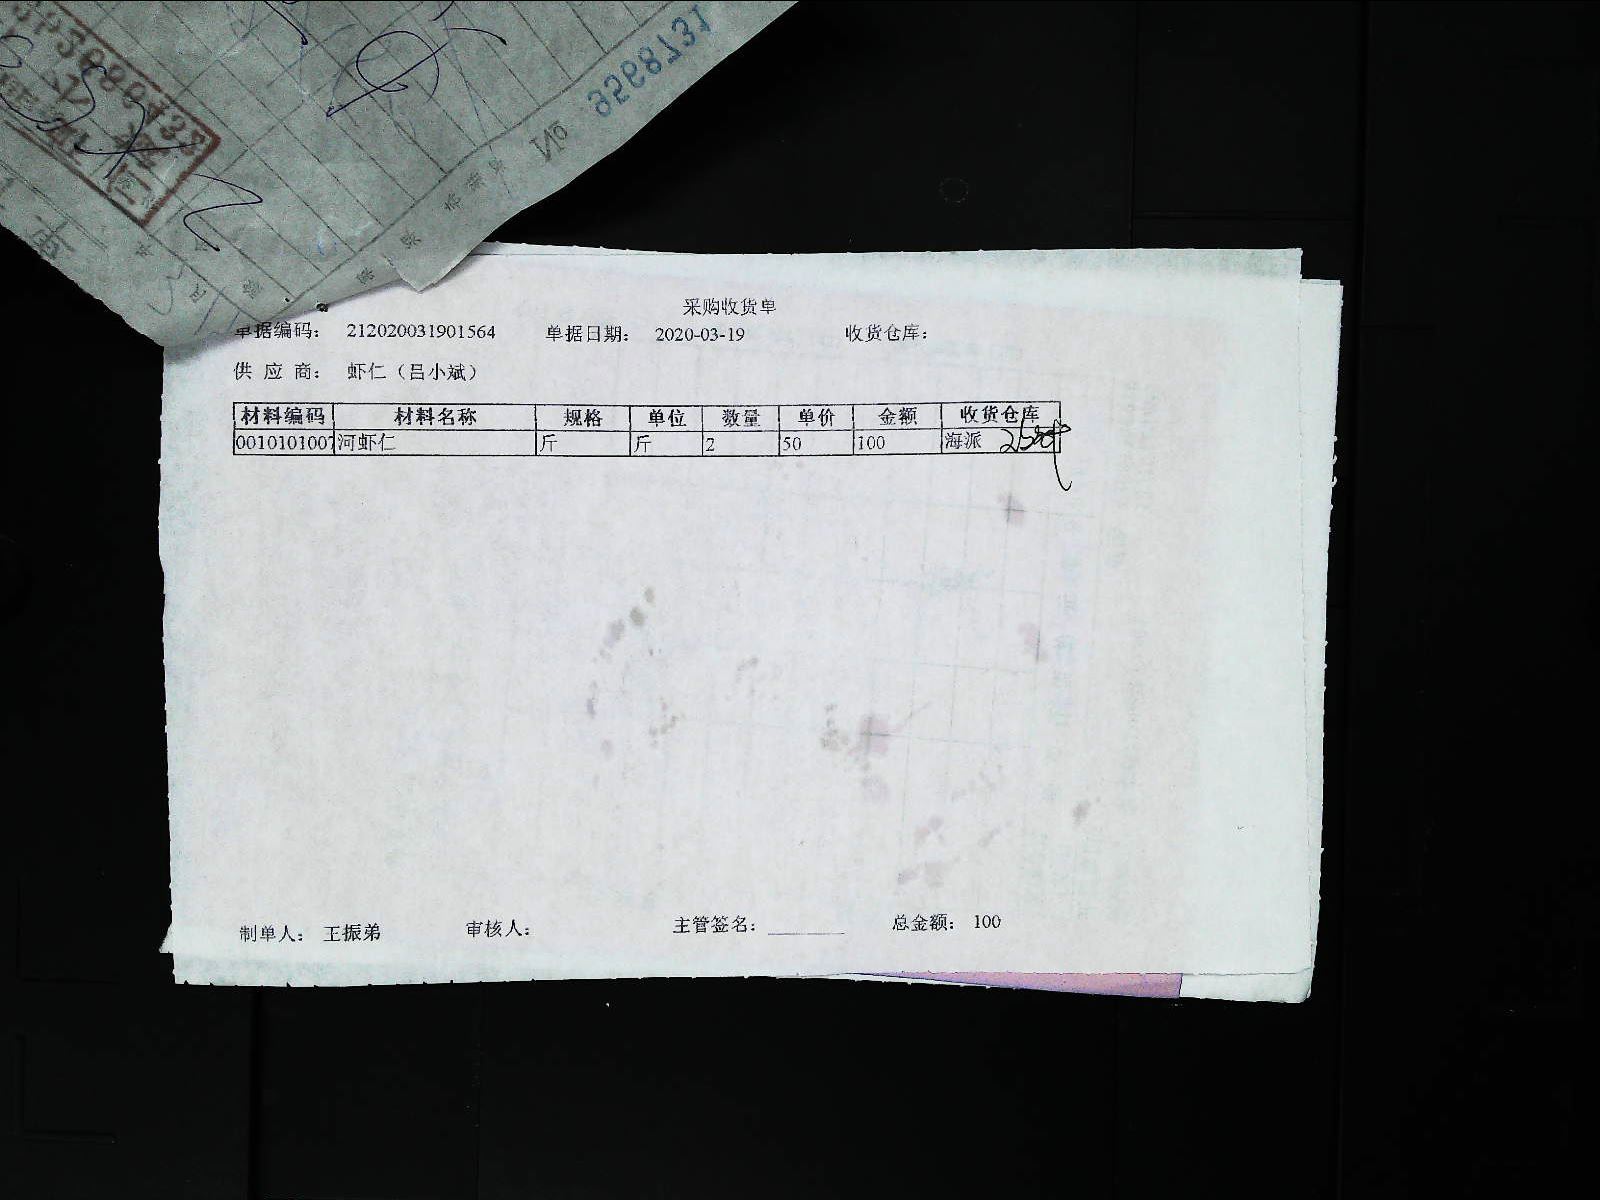 采购收货单
单据编码： 212020031901564 单据日期： 2020-03-19 收货仓库：
供 应 商： 虾仁（吕小斌）
材料编码 材料名称 规格 单位 数量 单价 金额 收货仓库
0010101007 河虾仁 斤 斤 2 50 100 海派
制单人： 王振弟 审核人： 主管签名： 总金额： 100